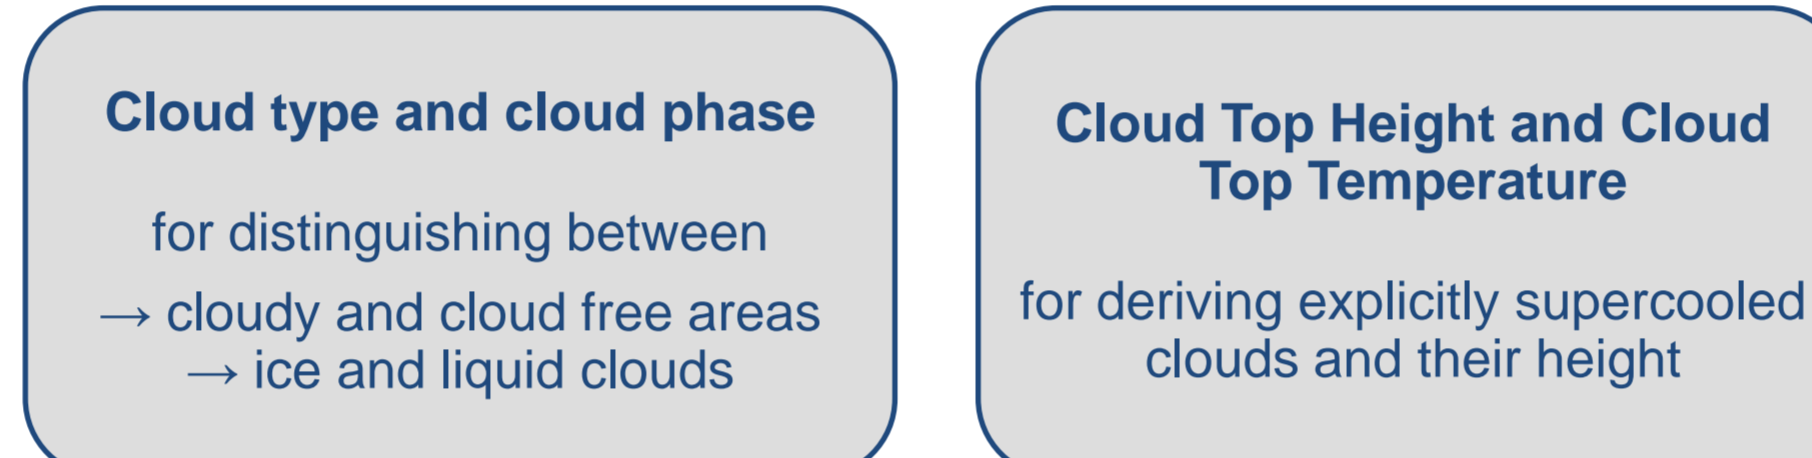 Cloud type and cloud phase
for distinguishing between
→ cloudy and cloud free areas
→ ice and liquid clouds
Cloud Top Height and Cloud
Top Temperature
for deriving explicitly supercooled
clouds and their height